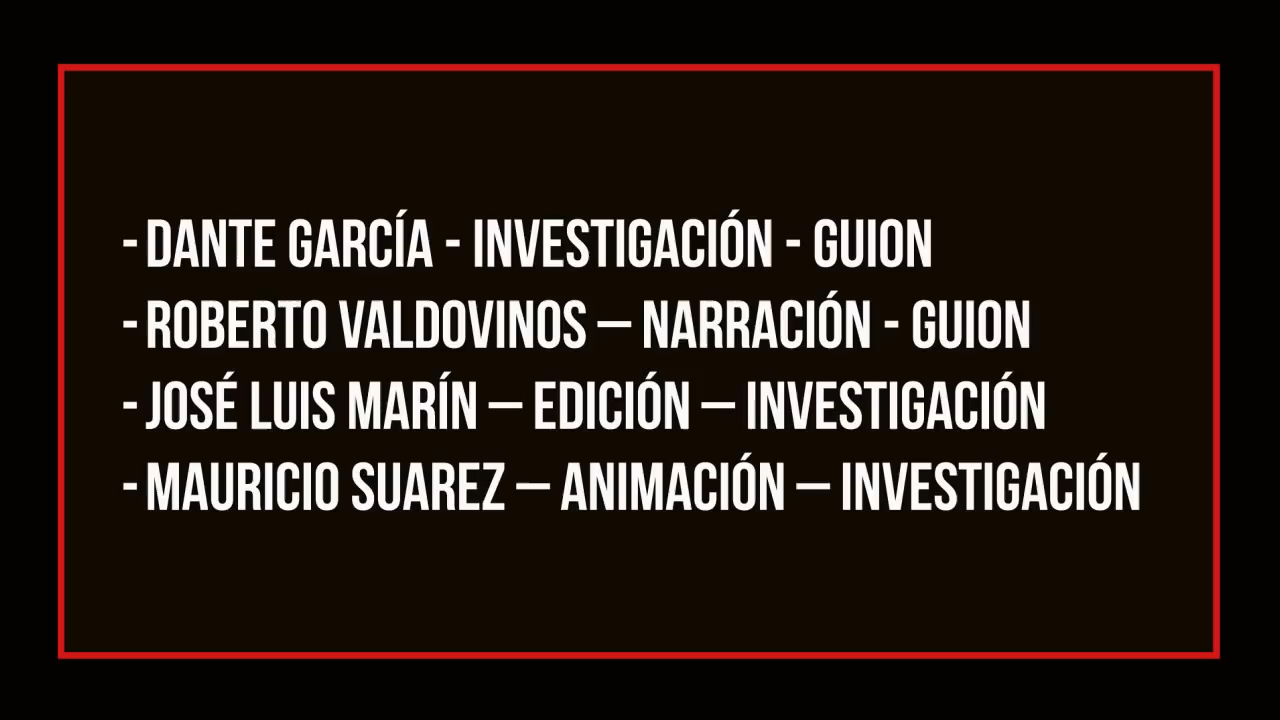 - DANTE GARCÍA - INVESTIGACIÓN - GUION
- ROBERTO VALDOVINOS – NARRACIÓN - GUION
- JOSÉ LUIS MARÍN – EDICIÓN – INVESTIGACIÓN
- MAURICIO SUAREZ – ANIMACIÓN – INVESTIGACIÓN